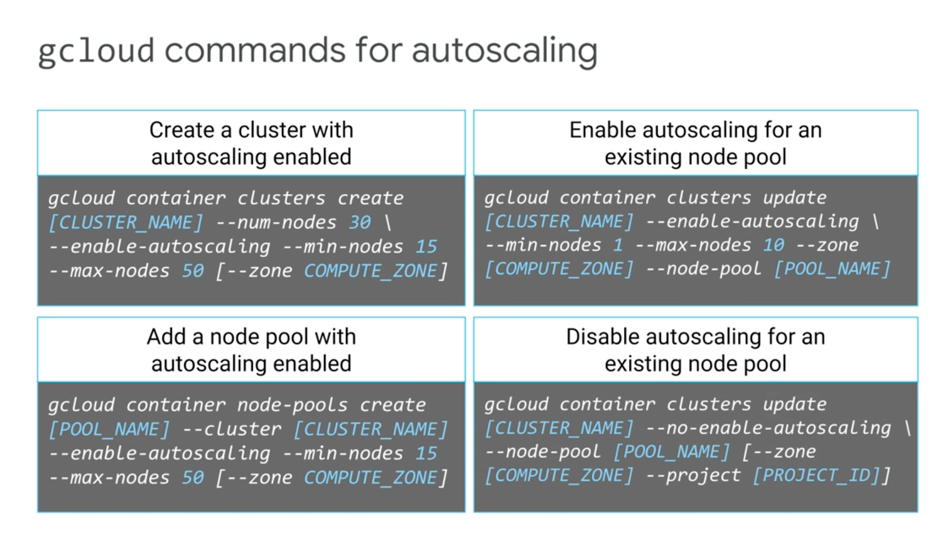 gcloud commands for autoscaling
Create a cluster with
autoscaling enabled
gcloud container clusters create
[CLUSTER_NAME] --num-nodes 30 \
--enable-autoscaling --min-nodes 15
--max-nodes 50 [--zone COMPUTE_ZONE]
Enable autoscaling for an
existing node pool
gcloud container clusters update
[CLUSTER_NAME] --enable-autoscaling \
--min-nodes 1 --max-nodes 10 --zone
[COMPUTE_ZONE] --node-pool [POOL_NAME]
Add a node pool with
autoscaling enabled
gcloud container node-pools create
[POOL_NAME] --cluster [CLUSTER_NAME]
--enable-autoscaling --min-nodes 15
--max-nodes 50 [--zone COMPUTE_ZONE]
Disable autoscaling for an
existing node pool
gcloud container clusters update
[CLUSTER_NAME] --no-enable-autoscaling \
--node-pool [POOL_NAME] [--zone
[COMPUTE_ZONE] --project [PROJECT_ID]]